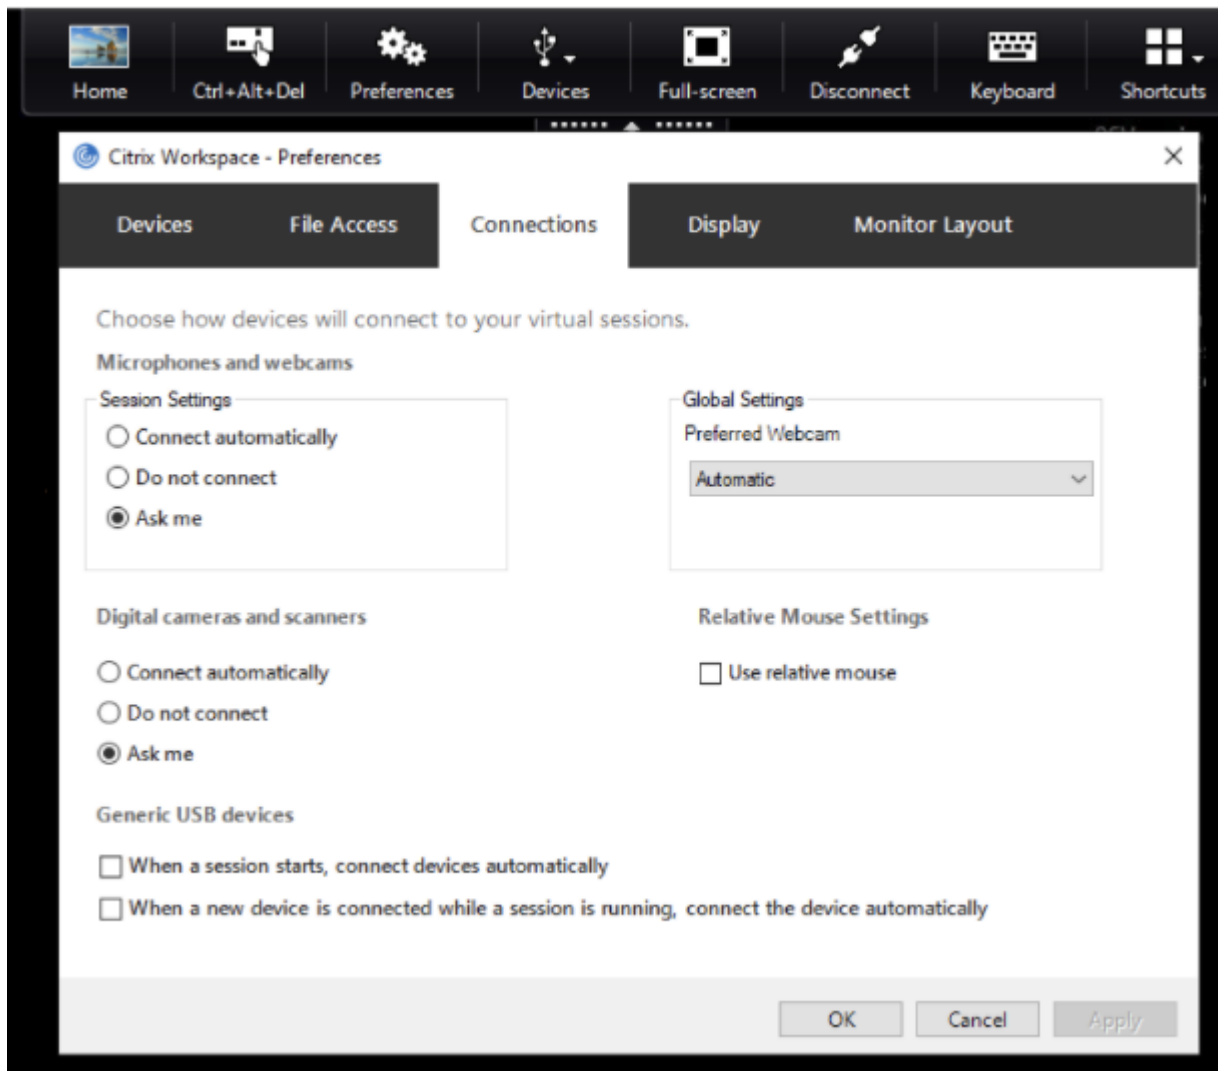 Home Ctrl+Alt+Del Preferences Devices Full-screen Disconnect Keyboard Shortcuts
Citrix Workspace - Preferences
Devices File Access Connections Display Monitor Layout
Choose how devices will connect to your virtual sessions.
Microphones and webcams
Session Settings
Connect automatically
Do not connect
Ask me
Global Settings
Preferred Webcam
Automatic
Digital cameras and scanners
Connect automatically
Do not connect
Ask me
Relative Mouse Settings
Use relative mouse
Generic USB devices
When a session starts, connect devices automatically
When a new device is connected while a session is running, connect the device automatically
OK Cancel Apply